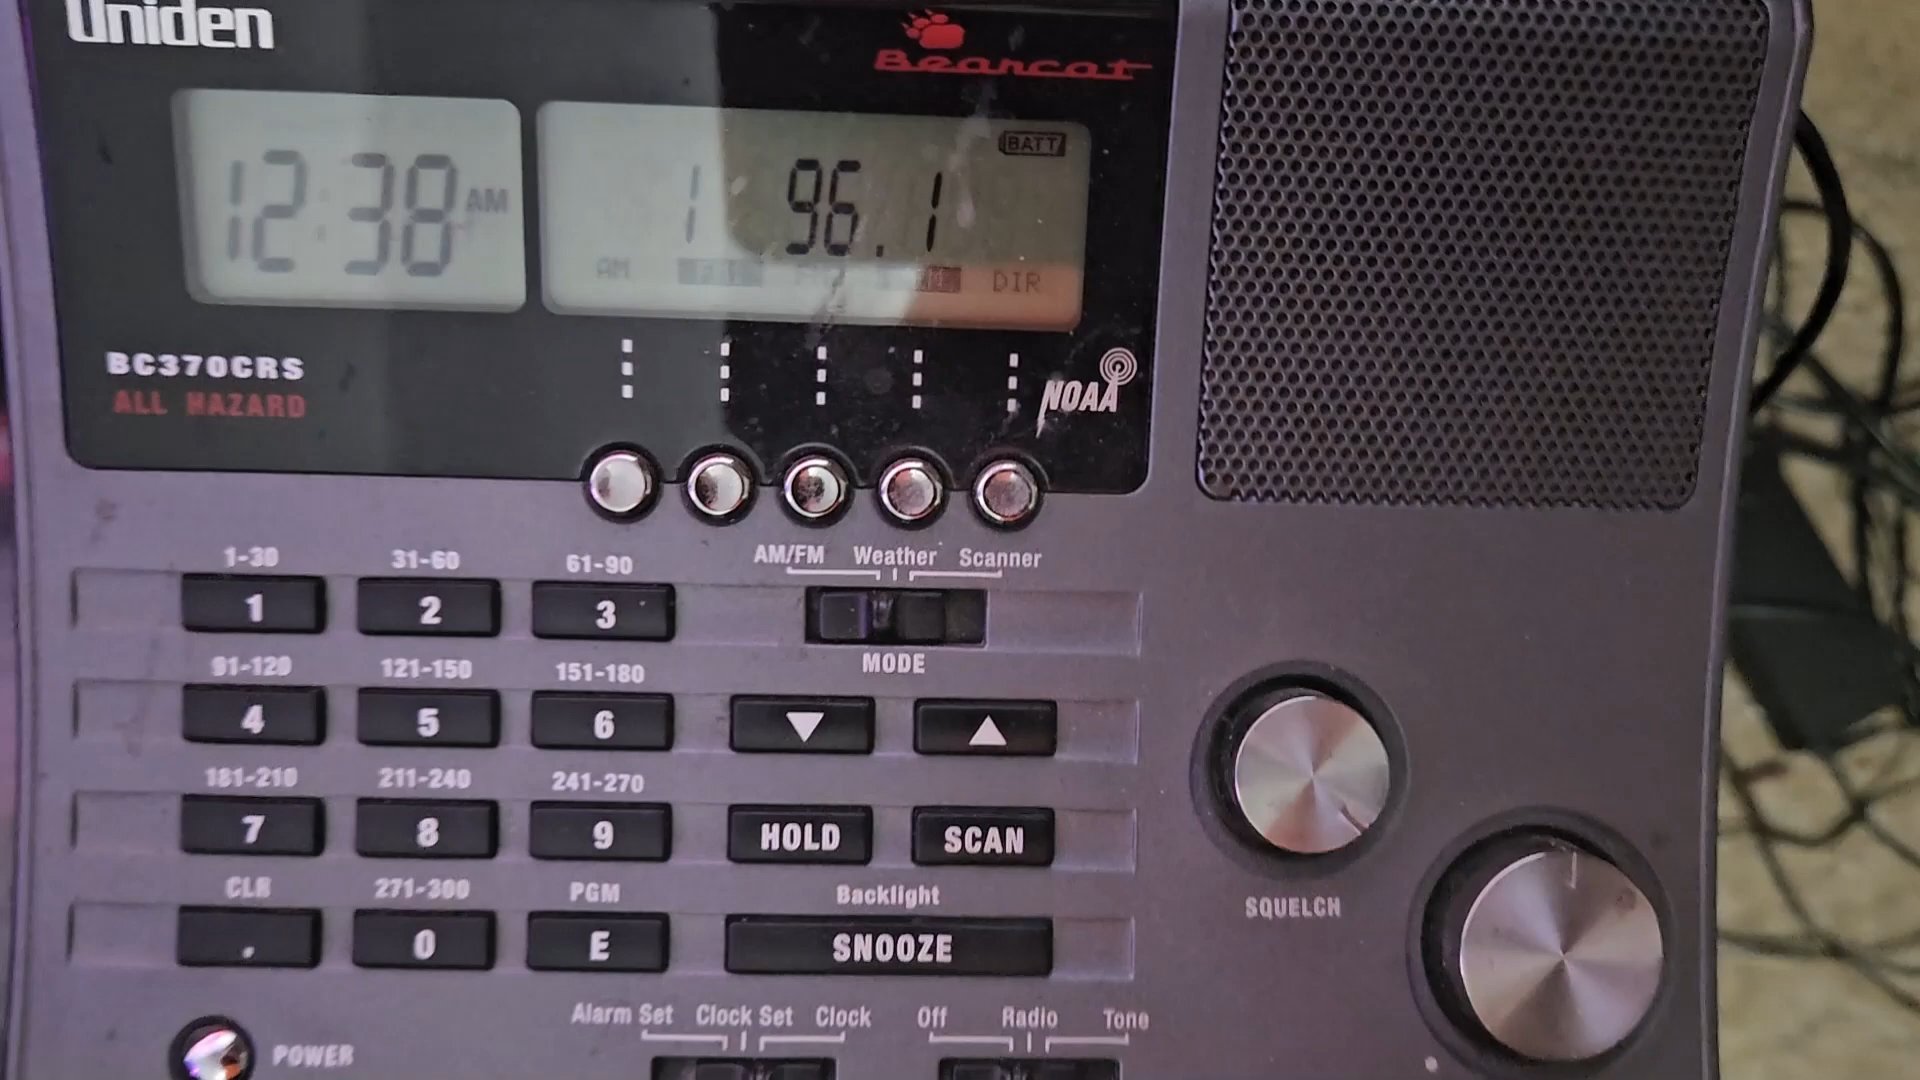 Uniden
Bearcat
12:38 AM
BATT
1 96.1
AM
DIR
BC370CRS
ALL HAZARD
NOAA
1-30 31-60 61-90 AM/FM Weather Scanner
1 2 3
MODE
91-120 121-150 151-180
4 5 6 ▼ ▲
181-210 211-240 241-270
7 8 9 HOLD SCAN
CLR 271-300 PGM Backlight
. 0 E SNOOZE
SQUELCH
Alarm Set Clock Set Clock Off Radio Tone
POWER